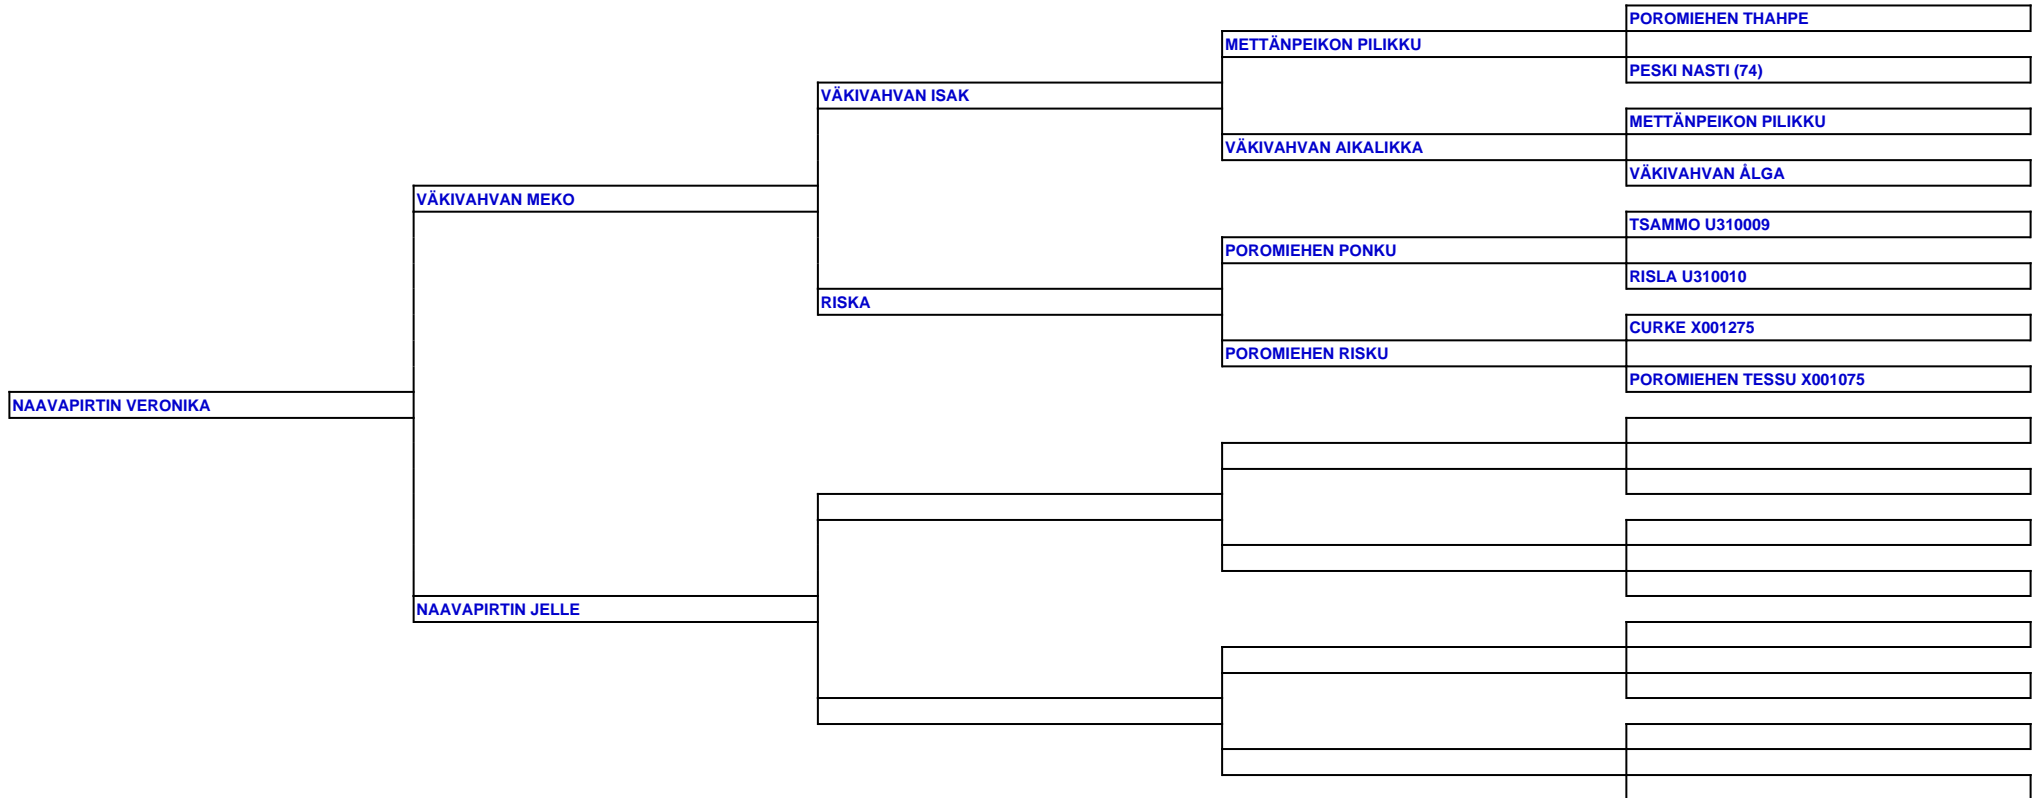 POROMIEHEN THAHPE
METTÄNPEIKON PILIKKU
PESKI NASTI (74)
VÄKIVAHVAN ISAK
METTÄNPEIKON PILIKKU
VÄKIVAHVAN AIKALIKKA
VÄKIVAHVAN ÅLGA
VÄKIVAHVAN MEKO
TSAMMO U310009
POROMIEHEN PONKU
RISLA U310010
RISKA
CURKE X001275
POROMIEHEN RISKU
POROMIEHEN TESSU X001075
NAAVAPIRTIN VERONIKA
NAAVAPIRTIN JELLE